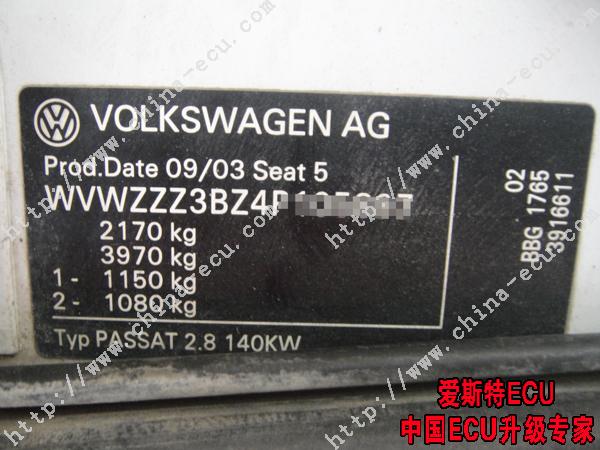 VOLKSWAGEN AG
Prod.Date 09/03 Seat 5
WVWZZZ3BZ4
2170 kg
3970 kg
1- 1150 kg
2- 1080 kg
Typ PASSAT 2.8 140KW
02
BBG 1765
3916611
http://www.china-ecu.com
爱斯特ECU
中国ECU升级专家